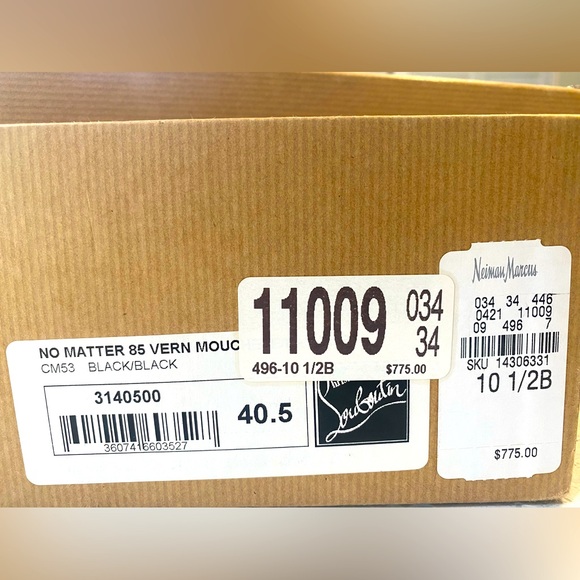 NO MATTER 85 VERN MOUC
CM53 BLACK/BLACK
3140500
3607416603527
40.5
Louboutin
11009 034
34
496-10 1/2B $775.00
Neiman Marcus
034 34 446
0421 11009
09 496 7
SKU 14306331
10 1/2B
$775.00